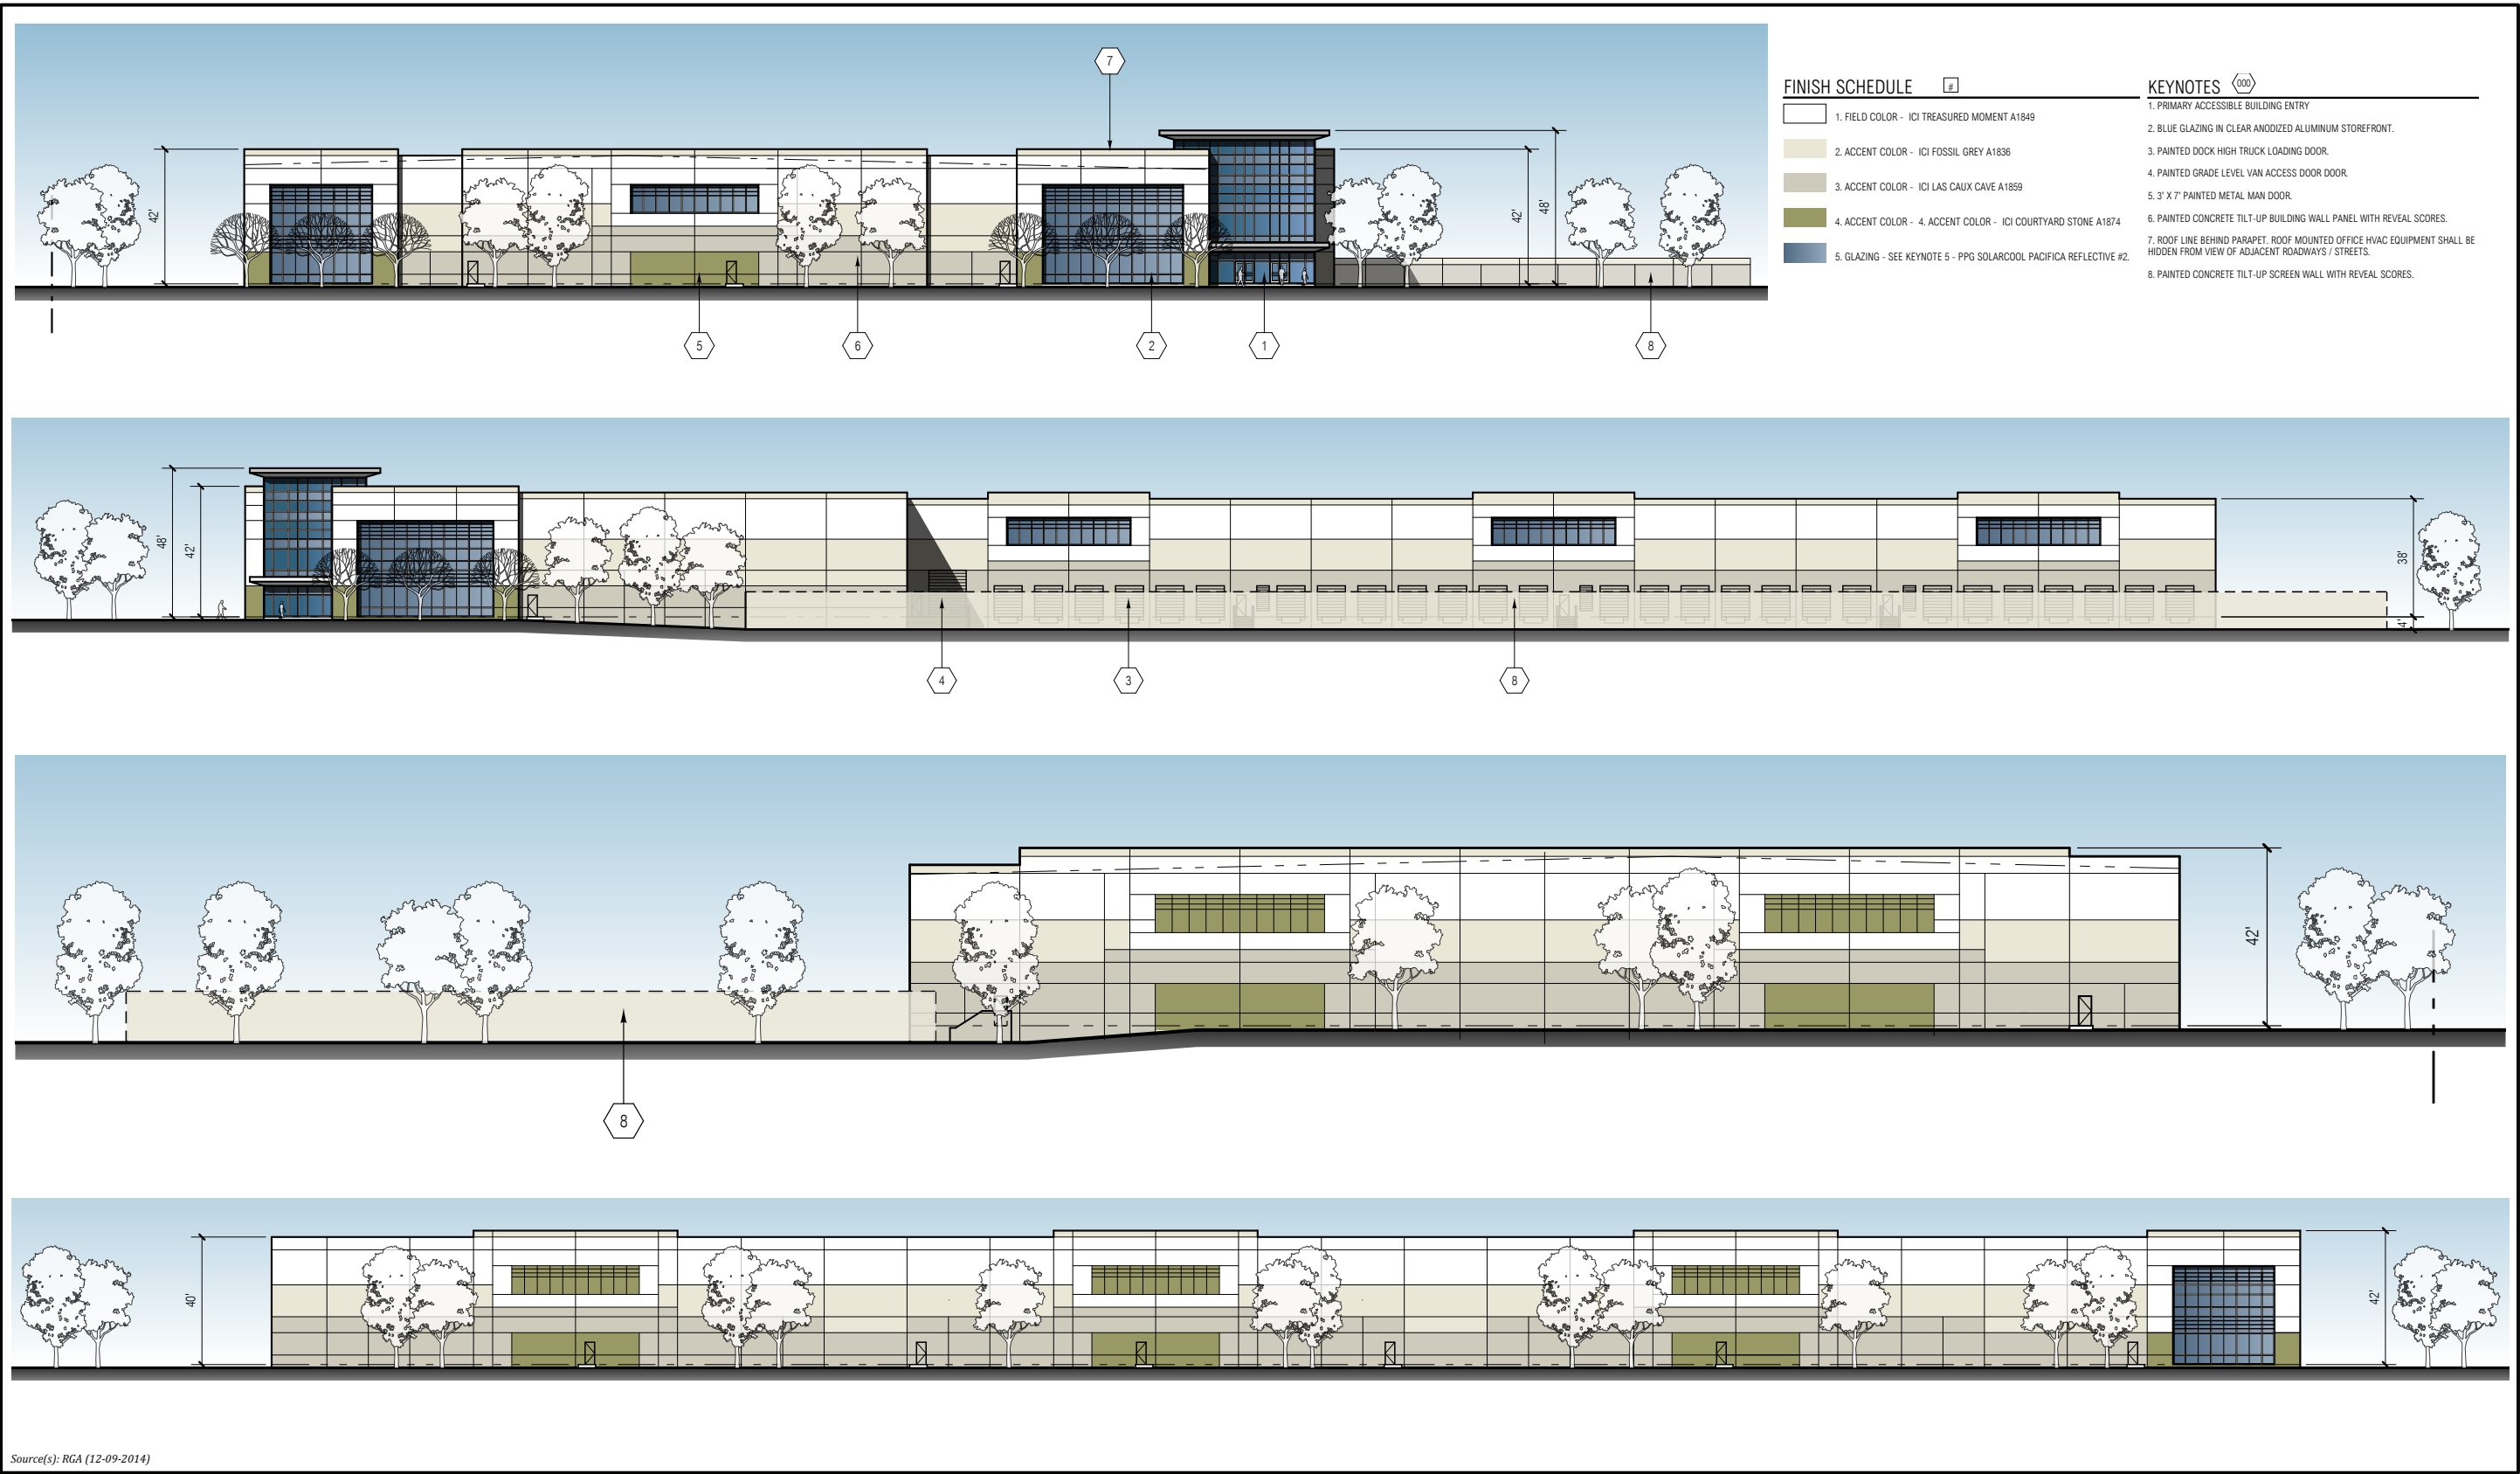 7
42'
42'
48'
5
6
2
1
8
FINISH SCHEDULE #
1. FIELD COLOR - ICI TREASURED MOMENT A1849
2. ACCENT COLOR - ICI FOSSIL GREY A1836
3. ACCENT COLOR - ICI LAS CAUX CAVE A1859
4. ACCENT COLOR - 4. ACCENT COLOR - ICI COURTYARD STONE A1874
5. GLAZING - SEE KEYNOTE 5 - PPG SOLARCOOL PACIFICA REFLECTIVE #2.
KEYNOTES 000
1. PRIMARY ACCESSIBLE BUILDING ENTRY
2. BLUE GLAZING IN CLEAR ANODIZED ALUMINUM STOREFRONT.
3. PAINTED DOCK HIGH TRUCK LOADING DOOR.
4. PAINTED GRADE LEVEL VAN ACCESS DOOR DOOR.
5. 3' X 7' PAINTED METAL MAN DOOR.
6. PAINTED CONCRETE TILT-UP BUILDING WALL PANEL WITH REVEAL SCORES.
7. ROOF LINE BEHIND PARAPET. ROOF MOUNTED OFFICE HVAC EQUIPMENT SHALL BE
HIDDEN FROM VIEW OF ADJACENT ROADWAYS / STREETS.
8. PAINTED CONCRETE TILT-UP SCREEN WALL WITH REVEAL SCORES.
48'
42'
38'
4'
4
3
8
42'
8
40'
42'
Source(s): RGA (12-09-2014)